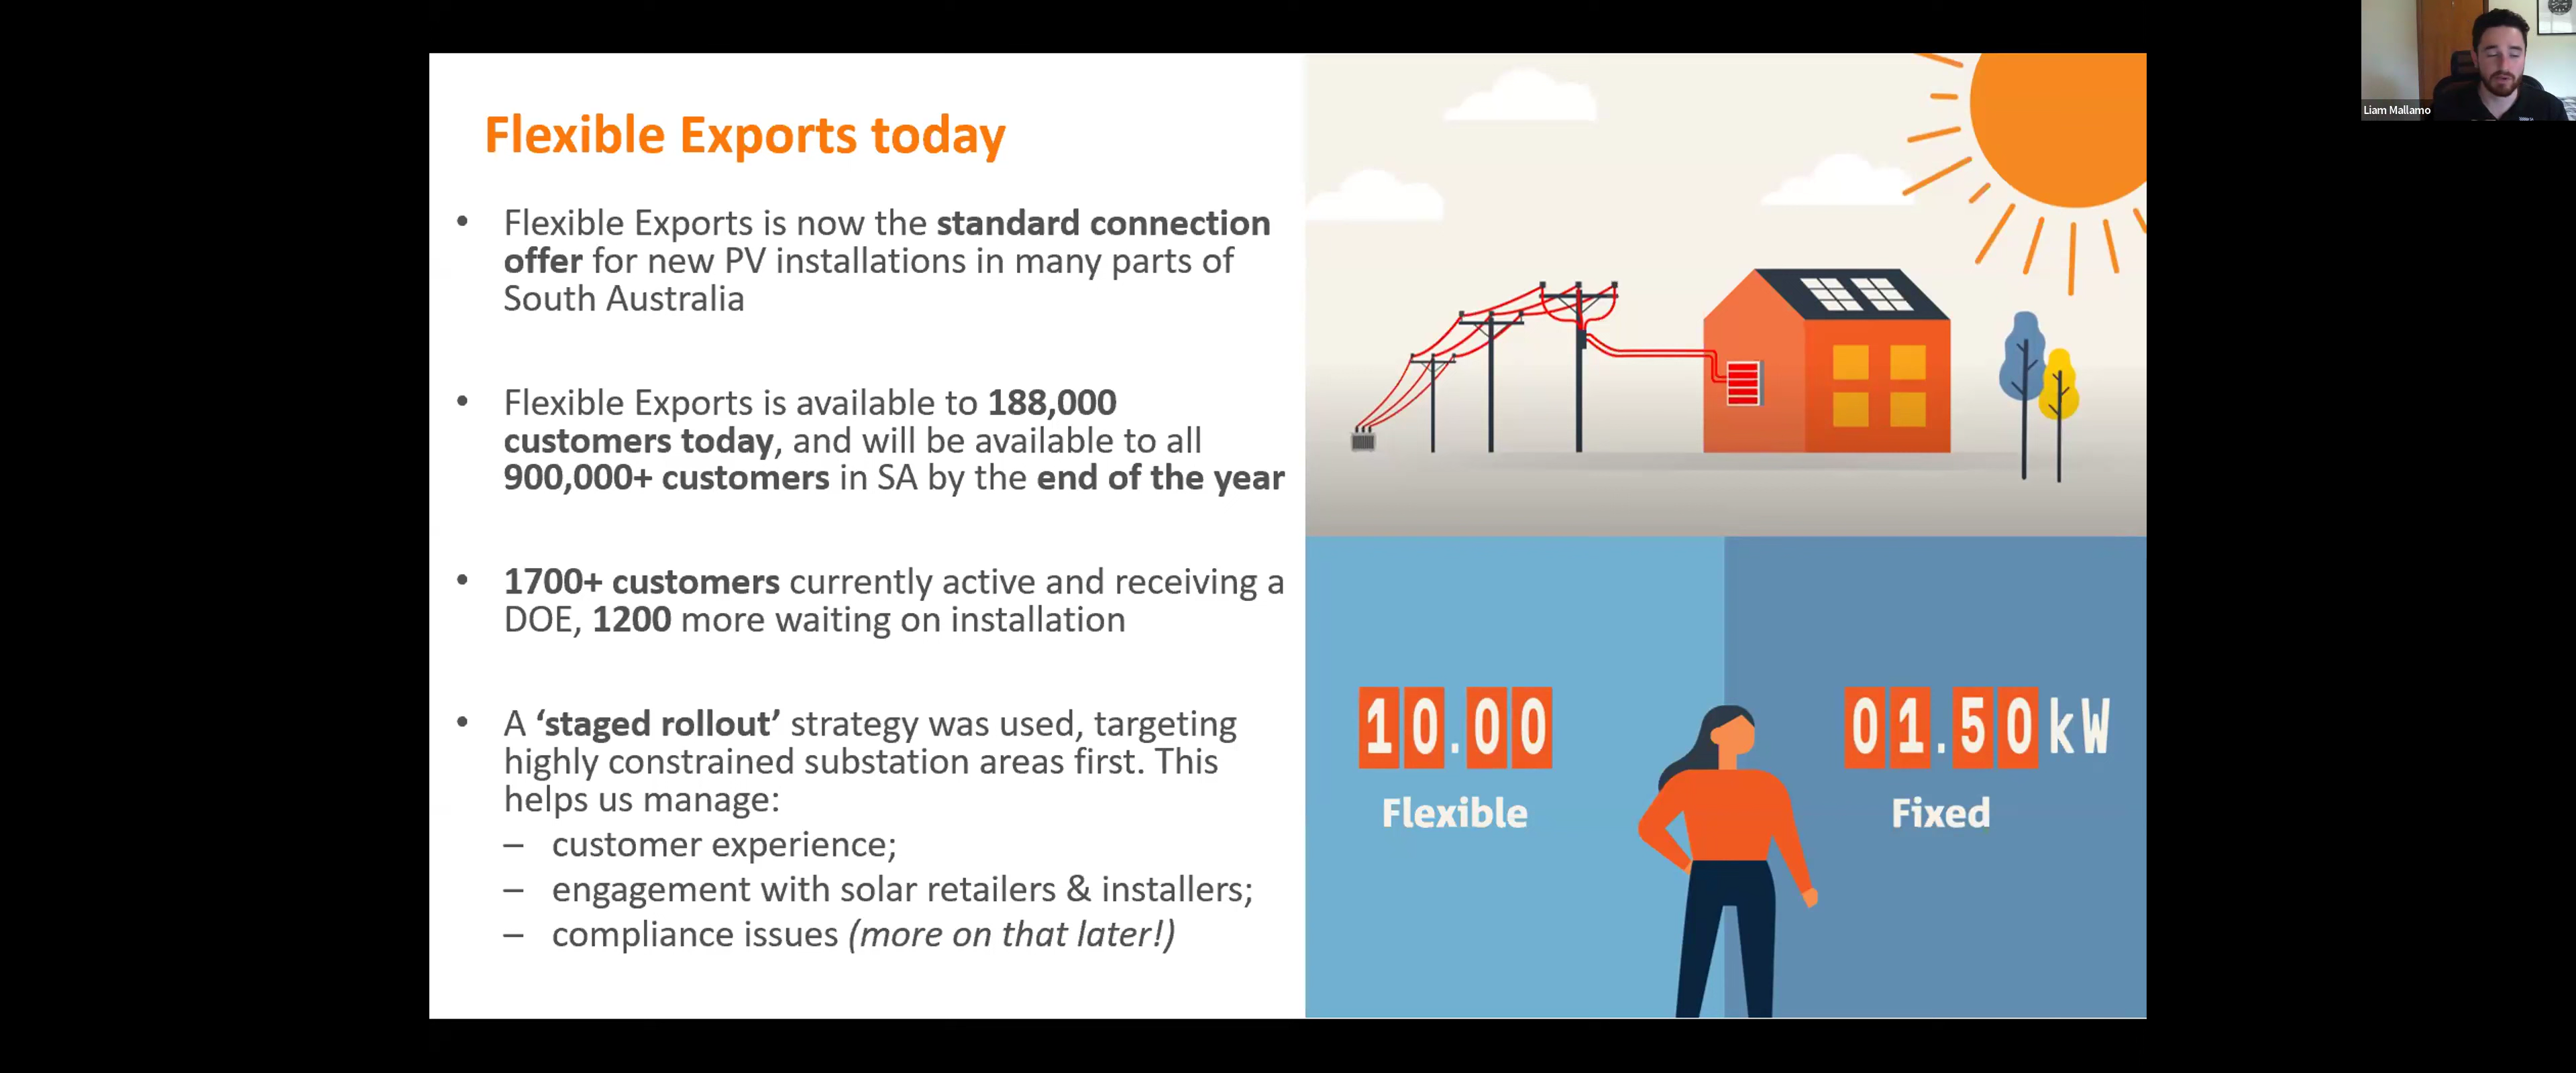 Liam Mallamo
Flexible Exports today
• Flexible Exports is now the standard connection
offer for new PV installations in many parts of
South Australia
• Flexible Exports is available to 188,000
customers today, and will be available to all
900,000+ customers in SA by the end of the year
• 1700+ customers currently active and receiving a
DOE, 1200 more waiting on installation
• A ‘staged rollout’ strategy was used, targeting
highly constrained substation areas first. This
helps us manage:
– customer experience;
– engagement with solar retailers & installers;
– compliance issues (more on that later!)
10.00
Flexible
01.50 kW
Fixed